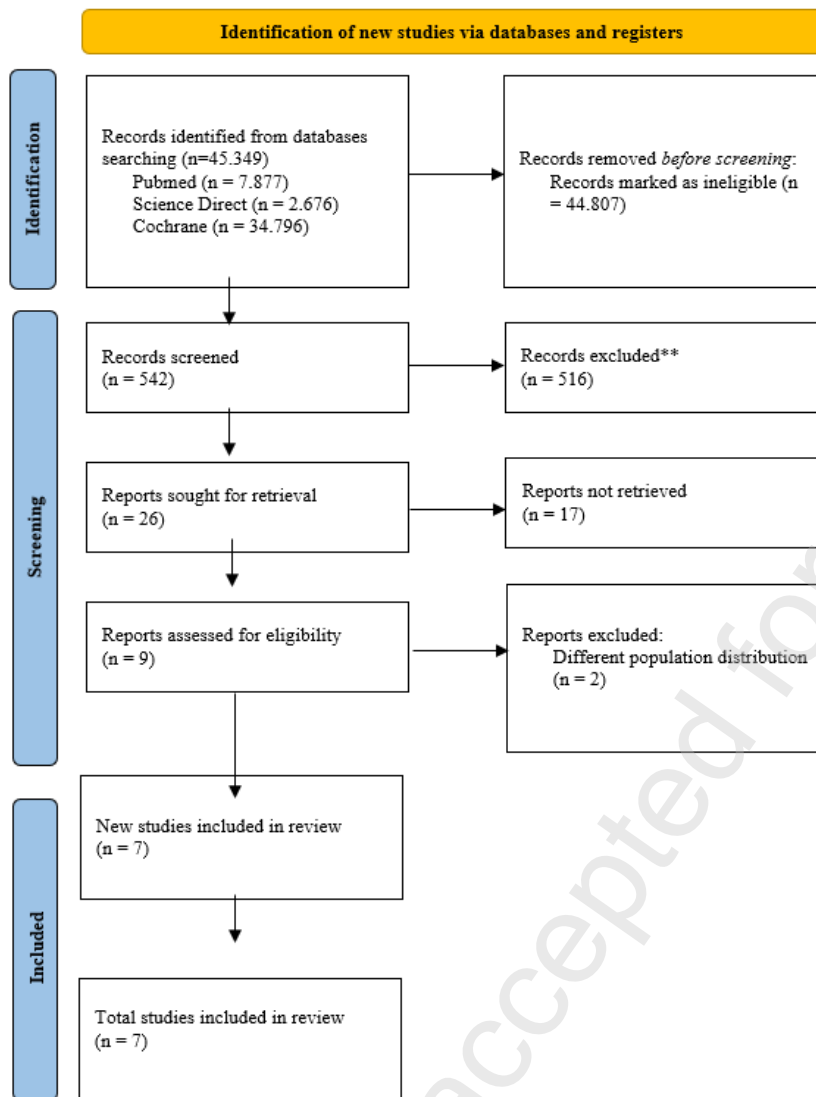 Identification of new studies via databases and registers
Identification
Records identified from databases
searching (n=45.349)
Pubmed (n = 7.877)
Science Direct (n = 2.676)
Cochrane (n = 34.796)
Records removed before screening:
Records marked as ineligible (n
= 44.807)
Screening
Records screened
(n = 542)
Records excluded**
(n = 516)
Reports sought for retrieval
(n = 26)
Reports not retrieved
(n = 17)
Reports assessed for eligibility
(n = 9)
Reports excluded:
Different population distribution
(n = 2)
Included
New studies included in review
(n = 7)
Total studies included in review
(n = 7)
accepted for